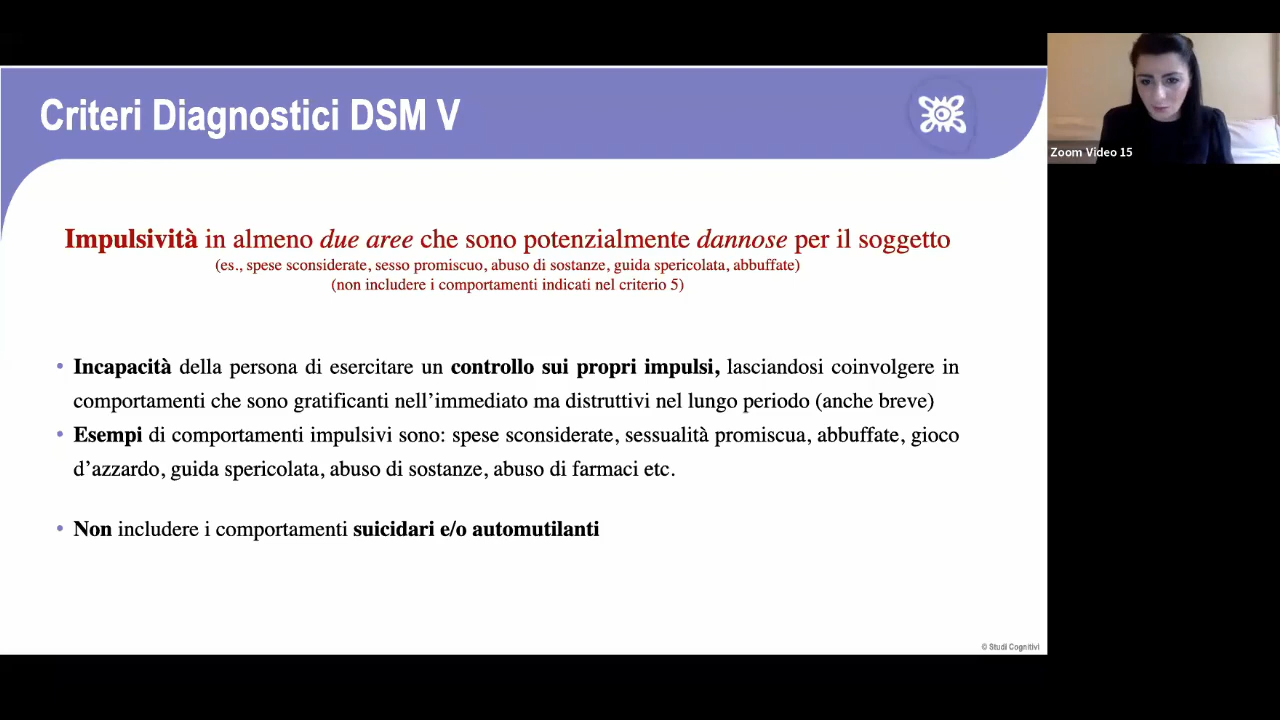 Criteri Diagnostici DSM V
Zoom Video 15
Impulsività in almeno due aree che sono potenzialmente dannose per il soggetto
(es., spese sconsiderate, sesso promiscuo, abuso di sostanze, guida spericolata, abbuffate)
(non includere i comportamenti indicati nel criterio 5)
• Incapacità della persona di esercitare un controllo sui propri impulsi, lasciandosi coinvolgere in
comportamenti che sono gratificanti nell’immediato ma distruttivi nel lungo periodo (anche breve)
• Esempi di comportamenti impulsivi sono: spese sconsiderate, sessualità promiscua, abbuffate, gioco
d’azzardo, guida spericolata, abuso di sostanze, abuso di farmaci etc.
• Non includere i comportamenti suicidari e/o automutilanti
© Studi Cognitivi